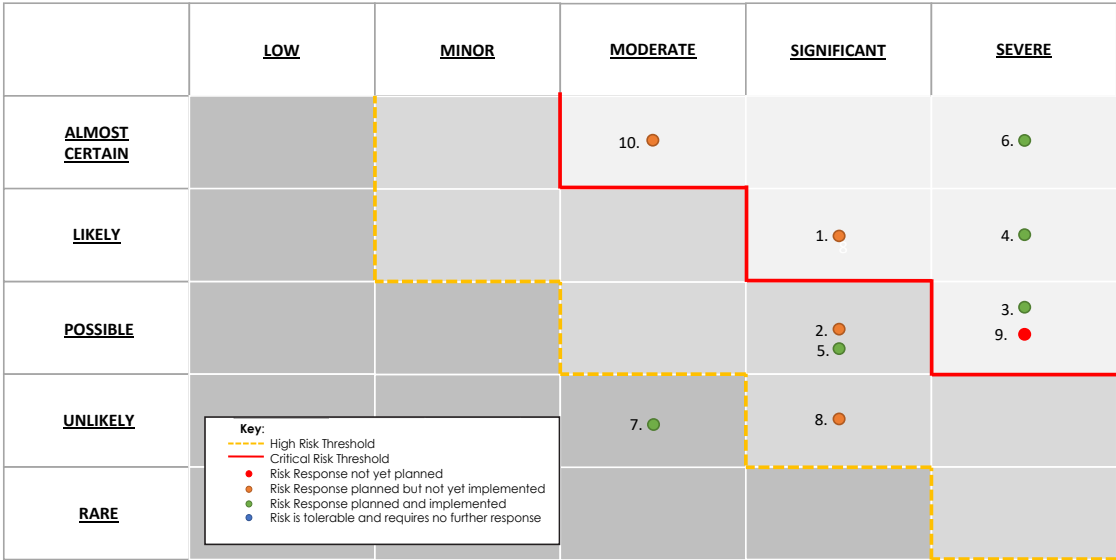 LOW MINOR MODERATE SIGNIFICANT SEVERE
ALMOST
CERTAIN
10. 6.
LIKELY
1. 4.
POSSIBLE
3.
2. 9.
5.
UNLIKELY
7. 8.
Key:
High Risk Threshold
Critical Risk Threshold
Risk Response not yet planned
Risk Response planned but not yet implemented
Risk Response planned and implemented
Risk is tolerable and requires no further response
RARE